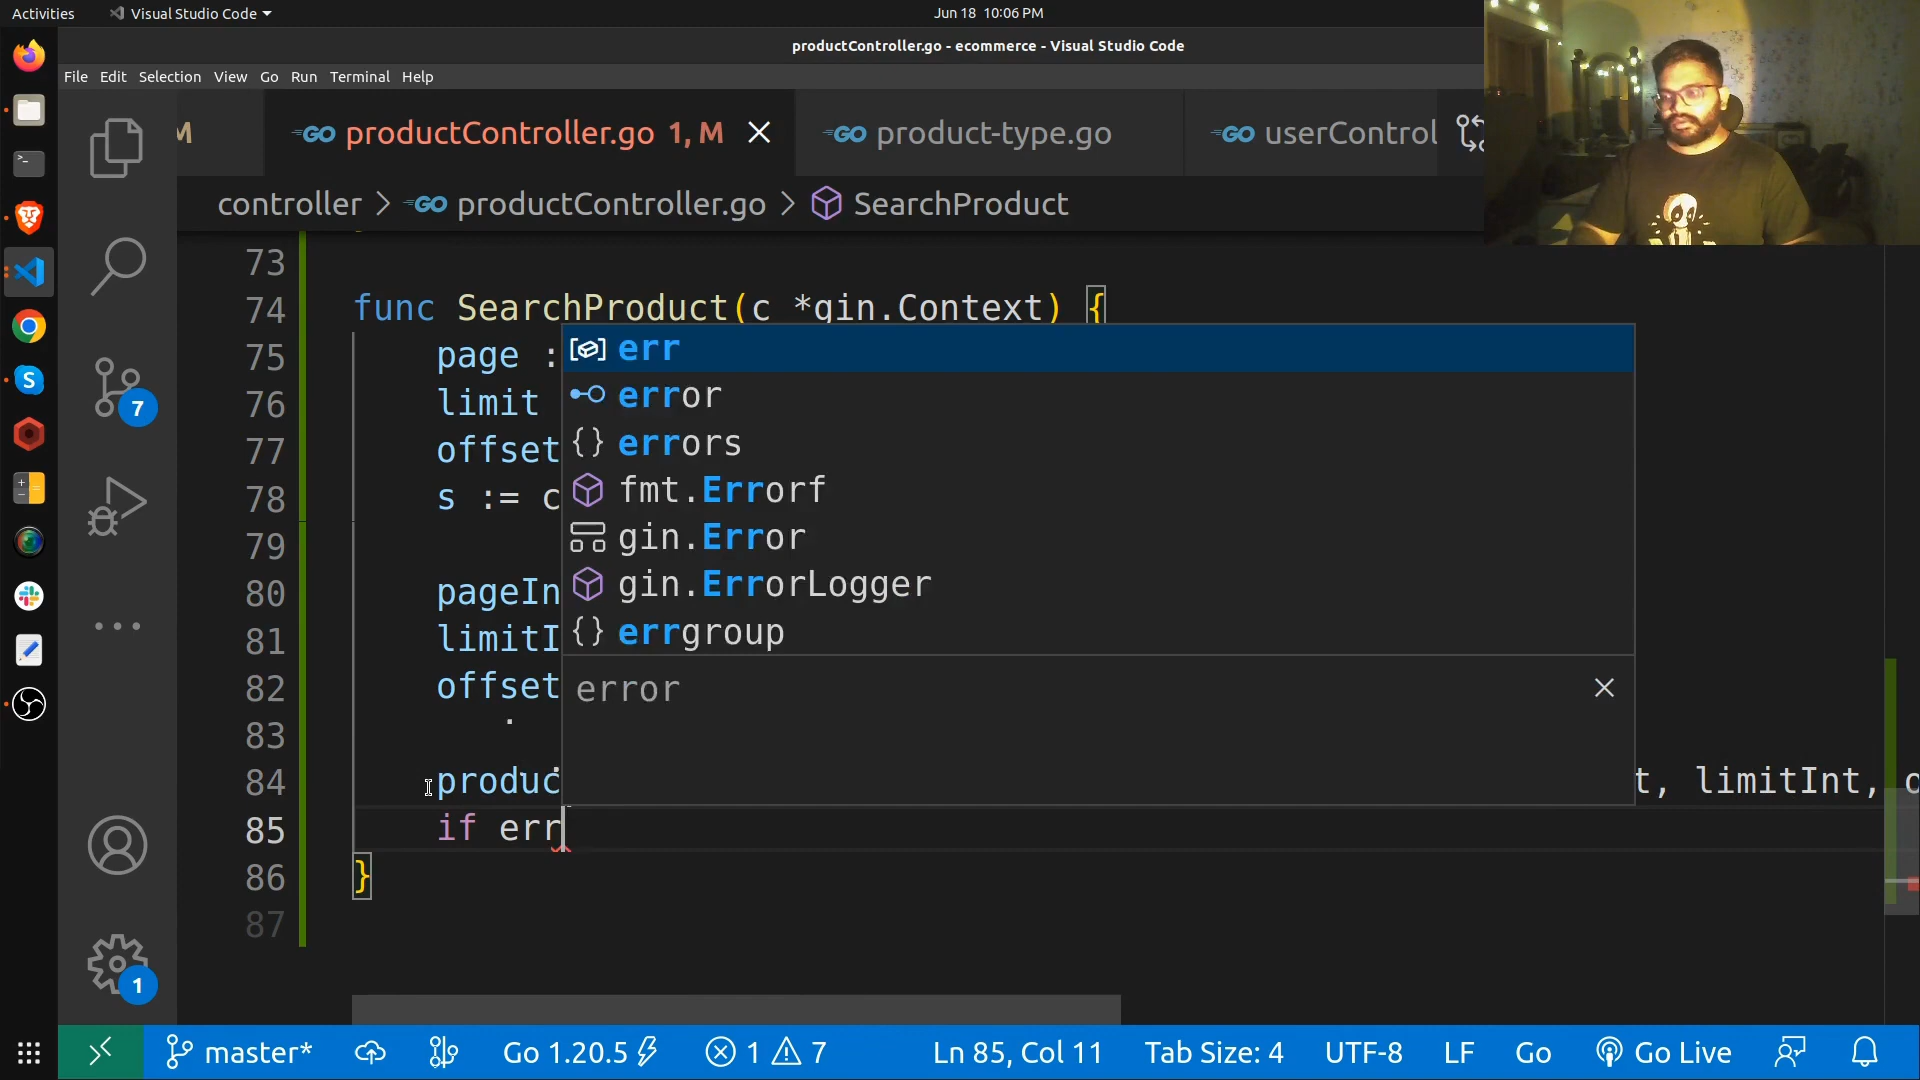 Activities
Visual Studio Code
Jun 18 10:06 PM
productController.go - ecommerce - Visual Studio Code
File Edit Selection View Go Run Terminal Help
M
GO productController.go 1, M
GO product-type.go
GO userControl
controller > GO productController.go > SearchProduct
73
74 func SearchProduct(c *gin.Context) {
75 page :
76 limit
77 offset
78 s := c
79
80 pageIn
81 limitI
82 offset
83
84 produc t, limitInt, o
85 if err
86 }
87
err
error
errors
fmt.Errorf
gin.Error
gin.ErrorLogger
errgroup
error
7
1
master*
Go 1.20.5
1
7
Ln 85, Col 11
Tab Size: 4
UTF-8
LF
Go
Go Live